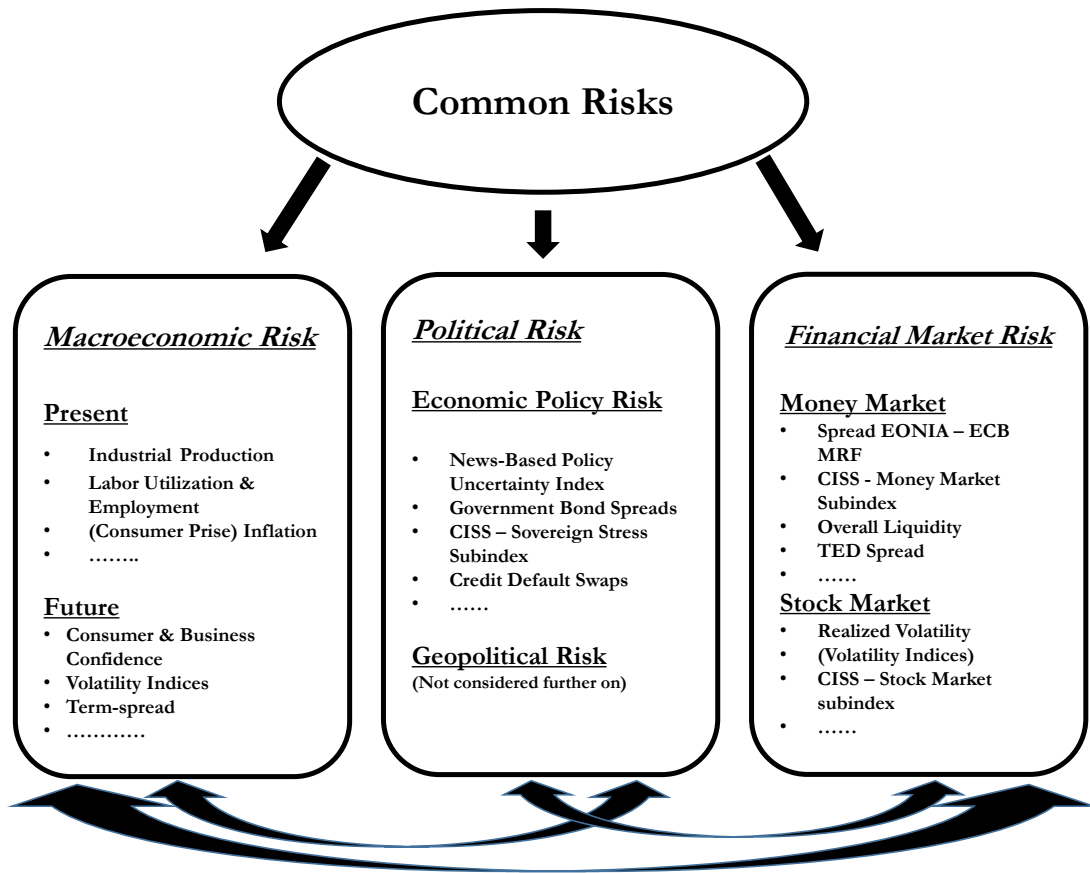 Common Risks
Macroeconomic Risk
Present
• Industrial Production
• Labor Utilization &
Employment
• (Consumer Prise) Inflation
• ……..
Future
• Consumer & Business
Confidence
• Volatility Indices
• Term-spread
• …………
Political Risk
Economic Policy Risk
• News-Based Policy
Uncertainty Index
• Government Bond Spreads
• CISS – Sovereign Stress
Subindex
• Credit Default Swaps
• ……
Geopolitical Risk
(Not considered further on)
Financial Market Risk
Money Market
• Spread EONIA – ECB
MRF
• CISS - Money Market
Subindex
• Overall Liquidity
• TED Spread
• ……
Stock Market
• Realized Volatility
• (Volatility Indices)
• CISS – Stock Market
subindex
• ……